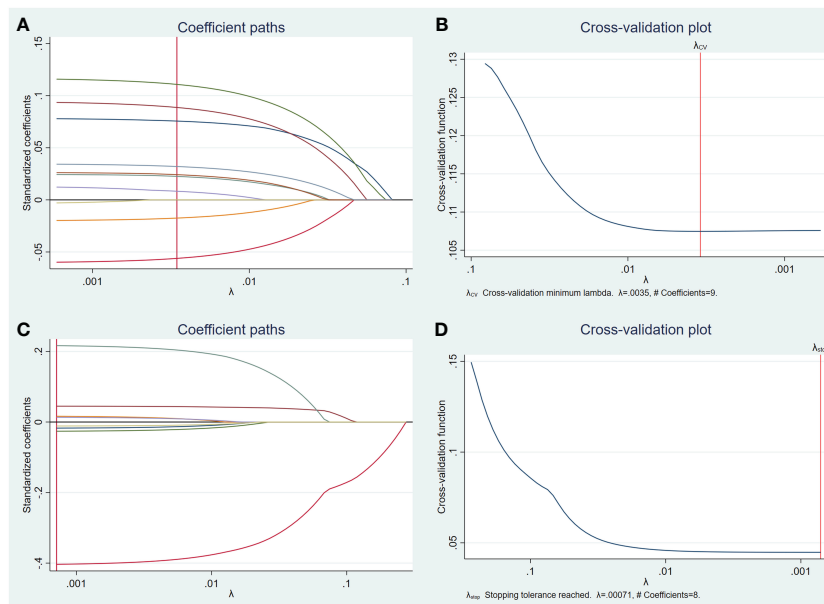 A
Coefficient paths
.15
.1
.05
0
-.05
Standardized coefficients
.001
.01
.1
λ
B
Cross-validation plot
λCV
.13
.125
.12
.115
.11
.105
Cross-validation function
.1
.01
.001
λ
λCV Cross-validation minimum lambda. λ=.0035, # Coefficients=9.
C
Coefficient paths
.2
0
-.2
-.4
Standardized coefficients
.001
.01
.1
λ
D
Cross-validation plot
.15
.1
.05
Cross-validation function
.1
.01
.001
λ
λstop Stopping tolerance reached. λ=.00071, # Coefficients=8.